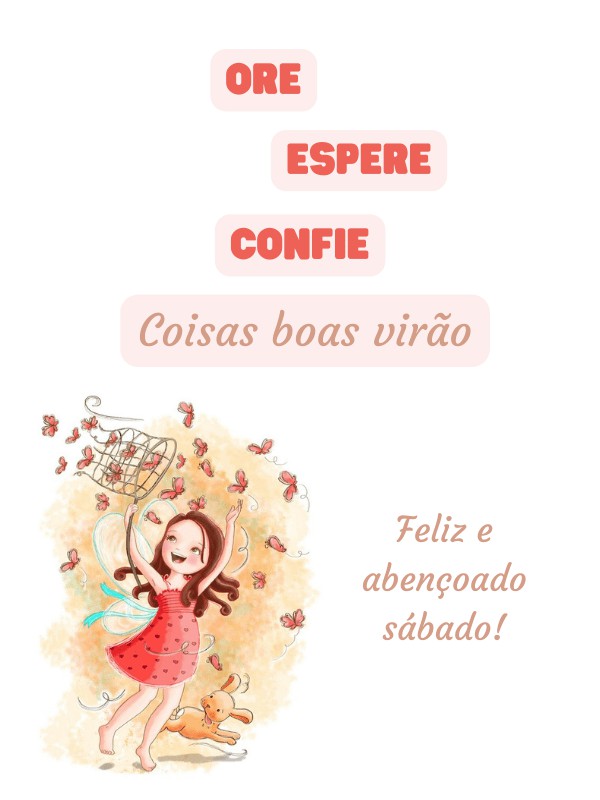 ORE
ESPERE
CONFIE
Coisas boas virão
Feliz e
abençoado
sábado!